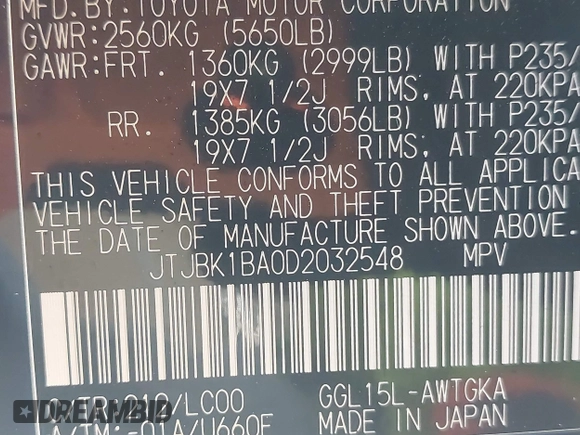 MFD.BY:TOYOTA MOTOR CORPORATION
GVWR:2560KG (5650LB)
GAWR:FRT. 1360KG (2999LB) WITH P235/
19X7 1/2J RIMS, AT 220KPA
RR. 1385KG (3056LB) WITH P235/
19X7 1/2J RIMS, AT 220KPA
THIS VEHICLE CONFORMS TO ALL APPLICA
VEHICLE SAFETY AND THEFT PREVENTION
THE DATE OF MANUFACTURE SHOWN ABOVE.
JTJBK1BA0D2032548 MPV
/LC00 GGL15L-AWTGKA
MADE IN JAPAN
DREAMBID